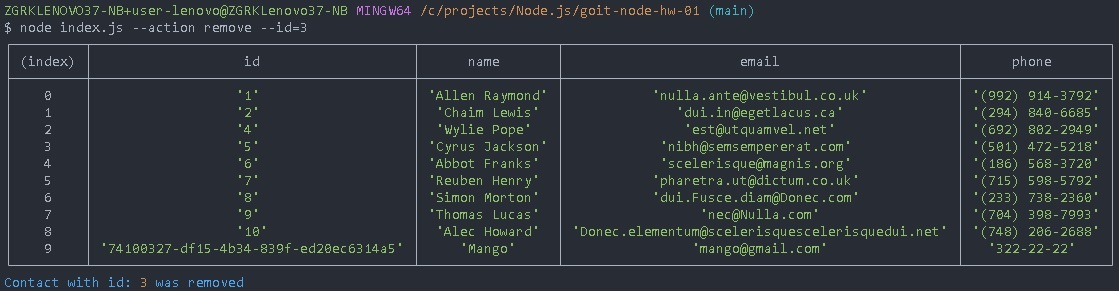 ZGRKLENOVO37-NB+user-lenovo@ZGRKLenovo37-NB MINGW64 /c/projects/Node.js/goit-node-hw-01 (main)
$ node index.js --action remove --id=3
(index) id name email phone
0 '1' 'Allen Raymond' 'nulla.ante@vestibul.co.uk' '(992) 914-3792'
1 '2' 'Chaim Lewis' 'dui.in@egetlacus.ca' '(294) 840-6685'
2 '4' 'Wylie Pope' 'est@utquamvel.net' '(692) 802-2949'
3 '5' 'Cyrus Jackson' 'nibh@semsempererat.com' '(501) 472-5218'
4 '6' 'Abbot Franks' 'scelerisque@magnis.org' '(186) 568-3720'
5 '7' 'Reuben Henry' 'pharetra.ut@dictum.co.uk' '(715) 598-5792'
6 '8' 'Simon Morton' 'dui.Fusce.diam@Donec.com' '(233) 738-2360'
7 '9' 'Thomas Lucas' 'nec@Nulla.com' '(704) 398-7993'
8 '10' 'Alec Howard' 'Donec.elementum@scelerisquescelerisquedui.net' '(748) 206-2688'
9 '74100327-df15-4b34-839f-ed20ec6314a5' 'Mango' 'mango@gmail.com' '322-22-22'
Contact with id: 3 was removed